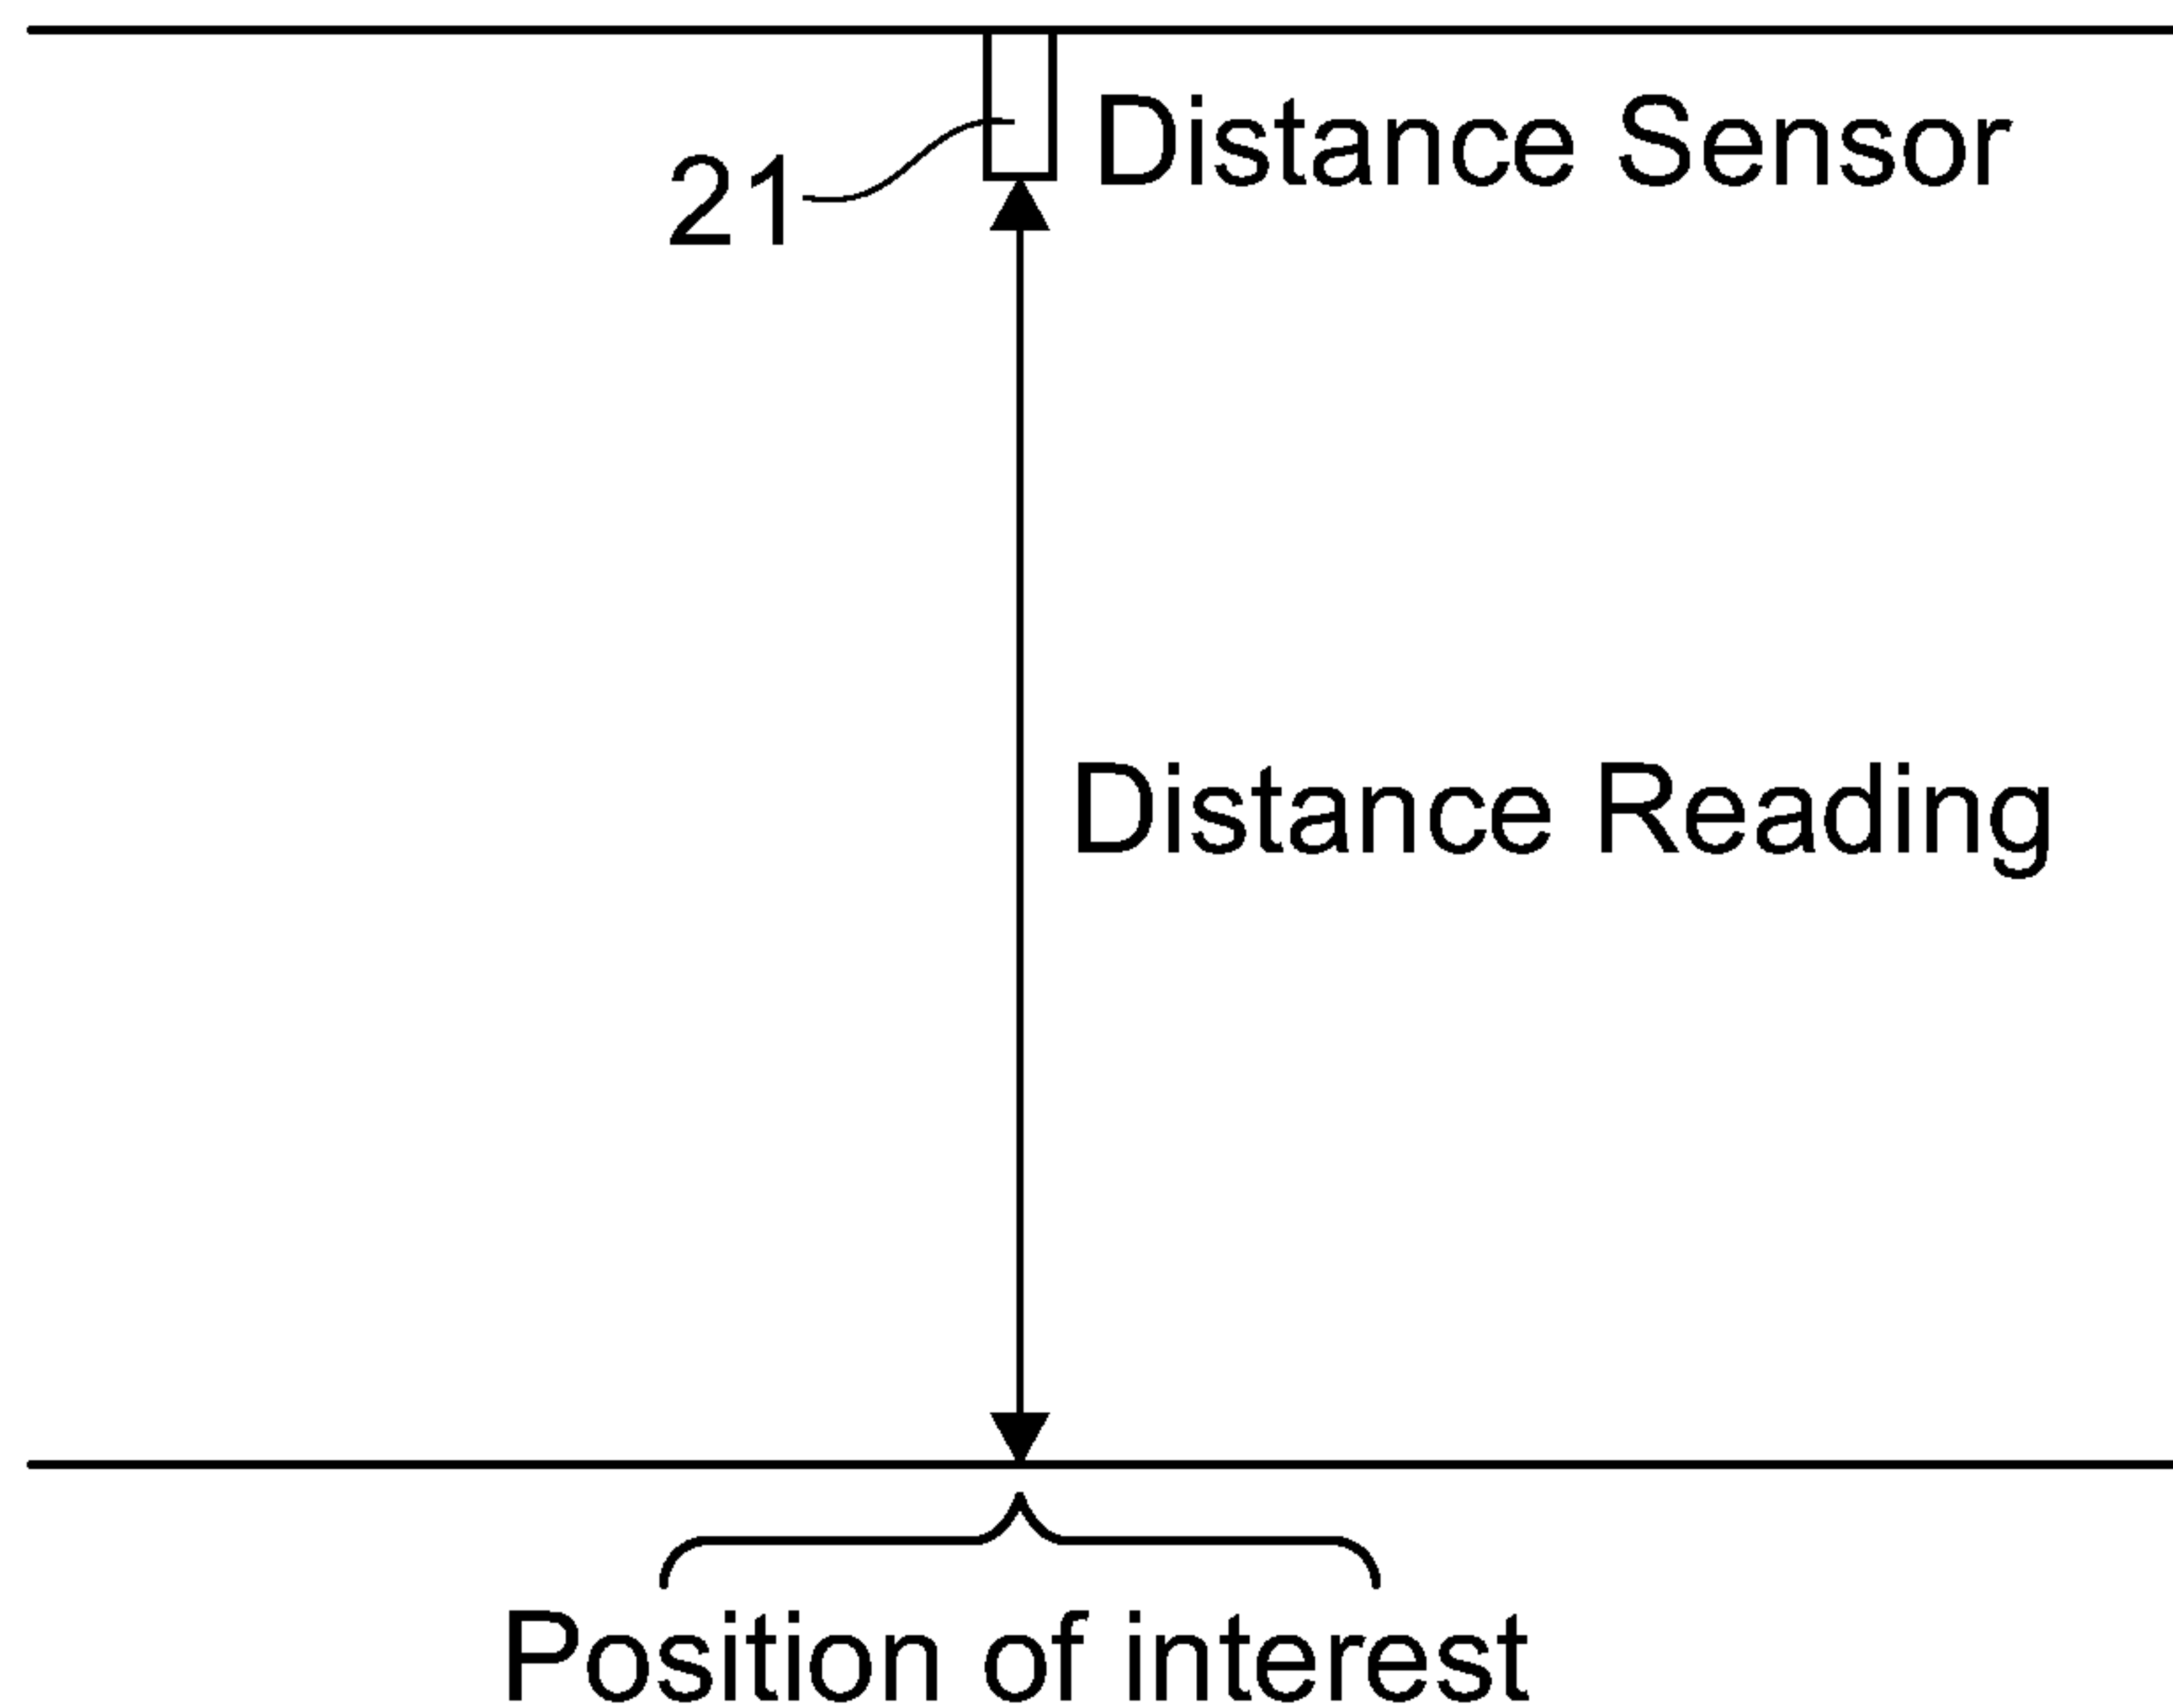 Distance Sensor
21
Distance Reading
Position of interest